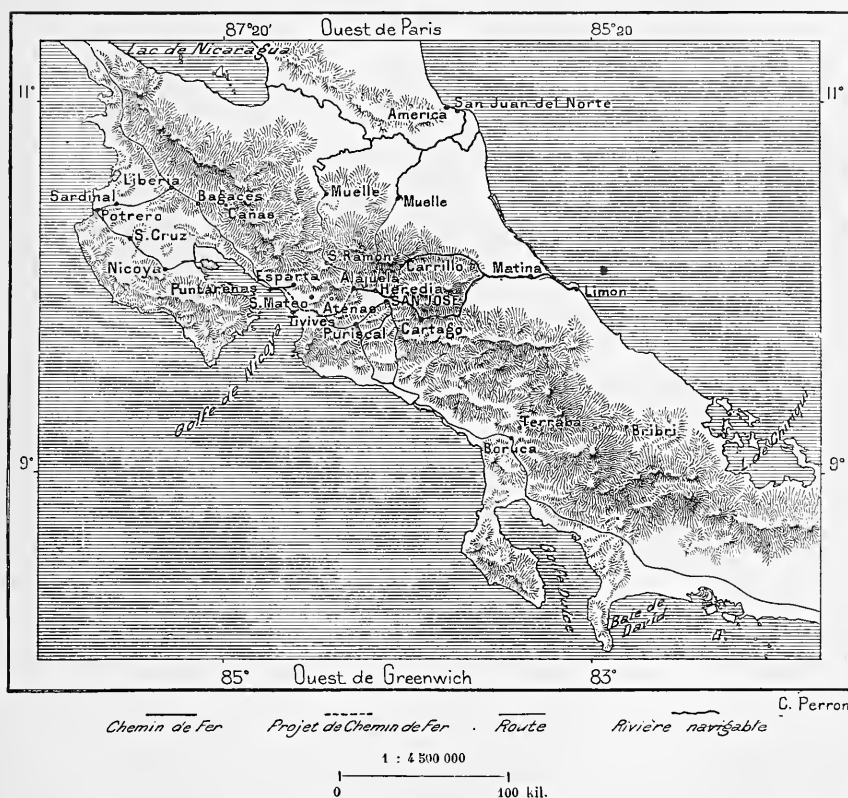 87°20' 85°20
Ouest de Paris
Lac de Nicaragua
11° 11°
San Juan del Norte
America
Liberia
Muelle
Sardinal
Bagaces
Muelle
Potrero
Cañas
S. Cruz
S. Ramon
Nicoya
Esparta
Carrillo
Matina
Alajuela
Puntarenas
Heredia
Limon
S. Mateo
SAN JOSE
Atenas
Tivives
Cartago
Puriscal
Golfe de Nicoya
L. de Chiriqui
Terraba
Bribri
Boruca
9° 9°
Golfe Dulce
Baie de David
85° 83°
Ouest de Greenwich
C. Perron
Chemin de Fer Projet de Chemin de Fer . Route Rivière navigable
1 : 4 500 000
0 100 kil.